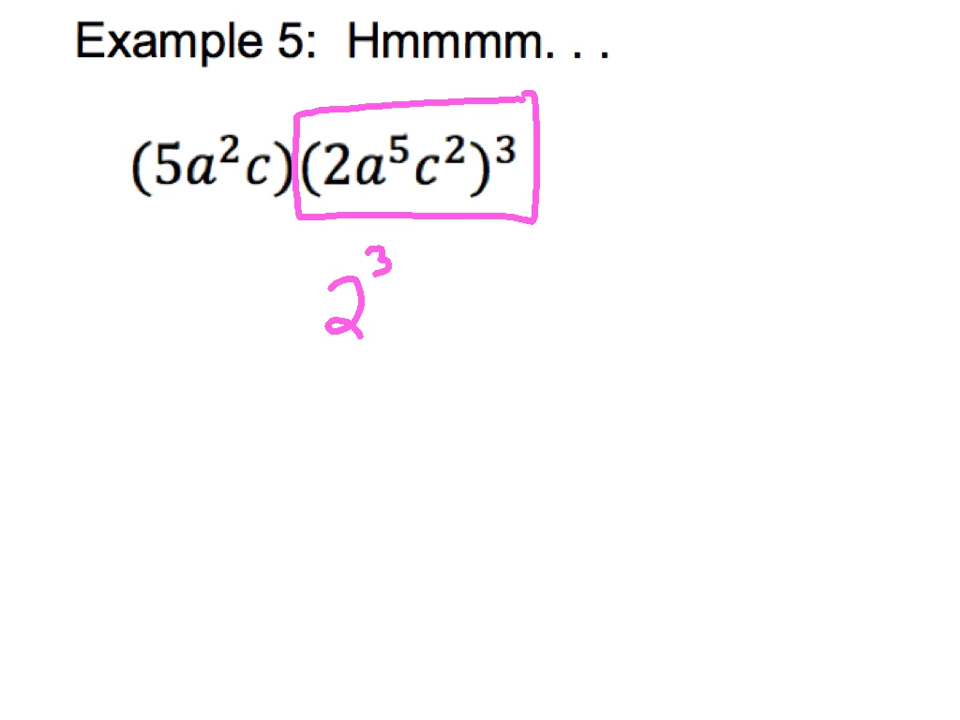 Example 5: Hmmmm. . .
(5a²c)(2a⁵c²)³
2³